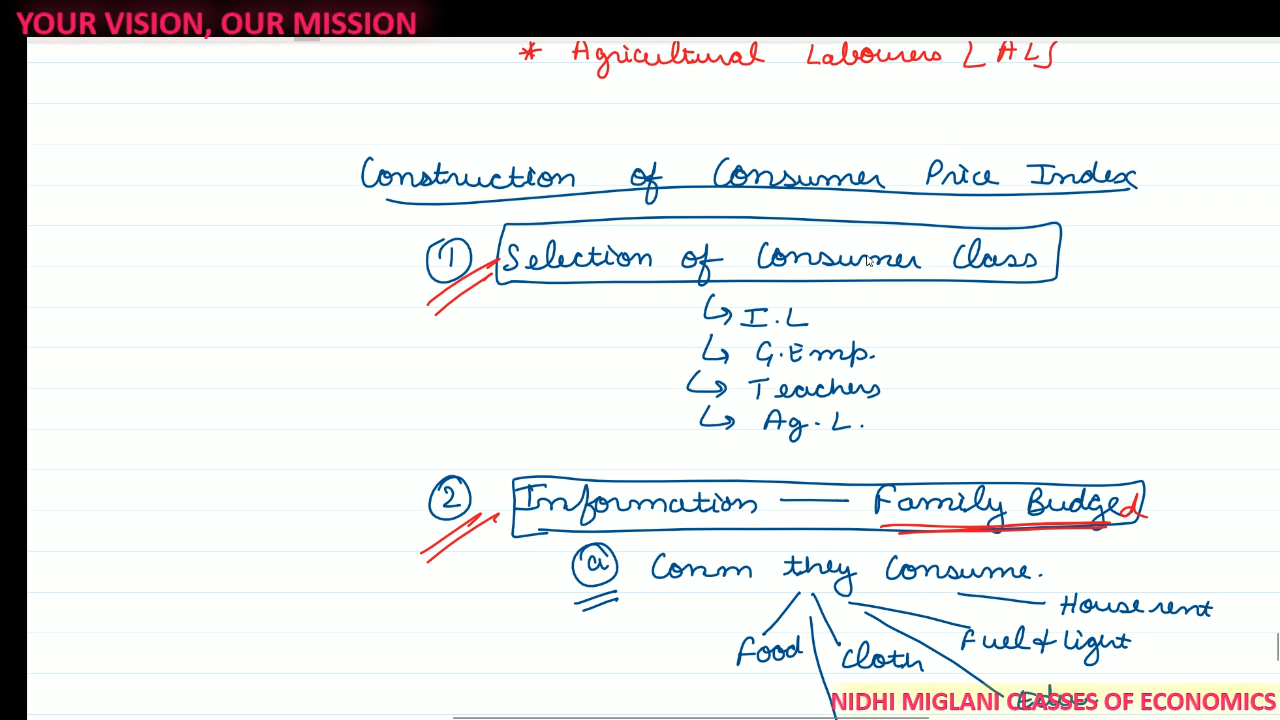 YOUR VISION, OUR MISSION
* Agricultural Labourers [AL]
Construction of Consumer Price Index
① Selection of Consumer Class
↳ I.L
↳ G.Emp.
↳ Teachers
↳ Ag.L.
② Information — Family Budged
ⓐ Comm they Consume.
House rent
Food Cloth Fuel & light
NIDHI MIGLANI CLASSES OF ECONOMICS